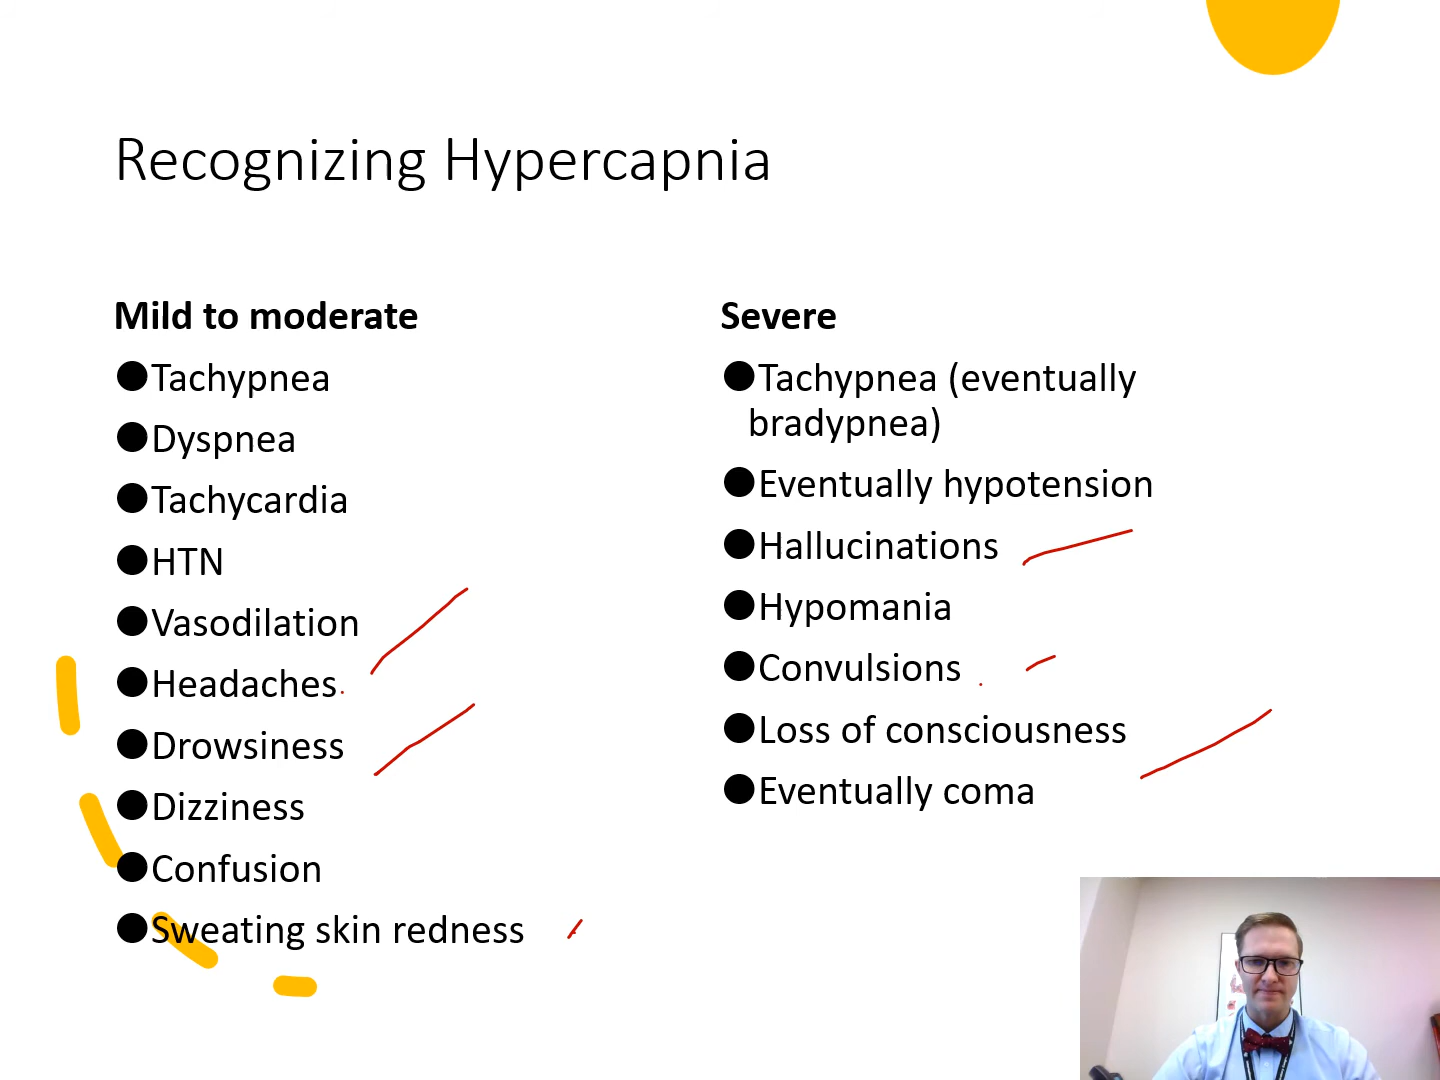 Recognizing Hypercapnia
Mild to moderate
●Tachypnea
●Dyspnea
●Tachycardia
●HTN
●Vasodilation
●Headaches
●Drowsiness
●Dizziness
●Confusion
●Sweating skin redness
Severe
●Tachypnea (eventually
bradypnea)
●Eventually hypotension
●Hallucinations
●Hypomania
●Convulsions
●Loss of consciousness
●Eventually coma